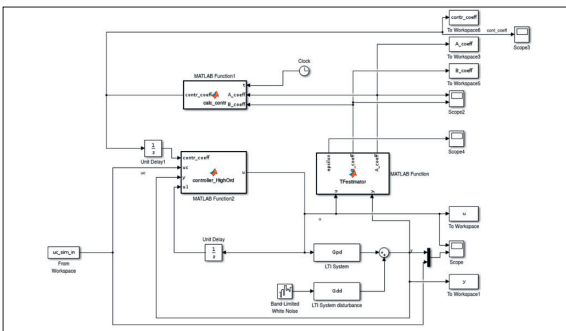 contr_coeff
To Workspace6
cont_coeff
Scope3
A_coeff
To Workspace3
Clock
MATLAB Function1
B_coeff
To Workspace5
contr_coeff
calc_contr
t
A_coeff
B_coeff
Scope2
Scope4
1
z
Unit Delay1
contr_coeff
uc
y
u1
controller_HighOrd
u
MATLAB Function2
uc
epsilon
B_coeff
A_coeff
TFestimator
u
y
MATLAB Function
u
u
To Workspace
uc_sim_in
From
Workspace
Unit Delay
1
z
Gpd
LTI System
y
Scope
Band-Limited
White Noise
Gdd
LTI System disturbance
y
To Workspace1